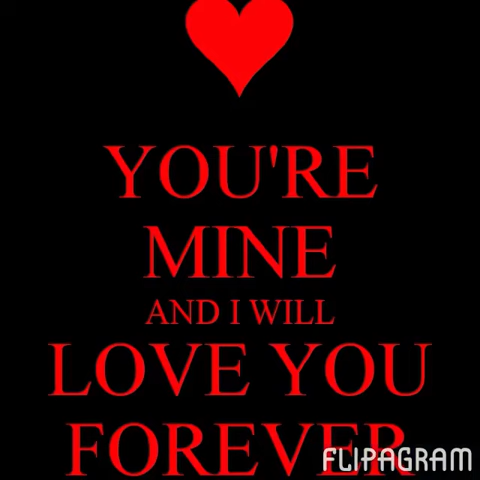 YOU'RE
MINE
AND I WILL
LOVE YOU
FOREVER
FLIPAGRAM